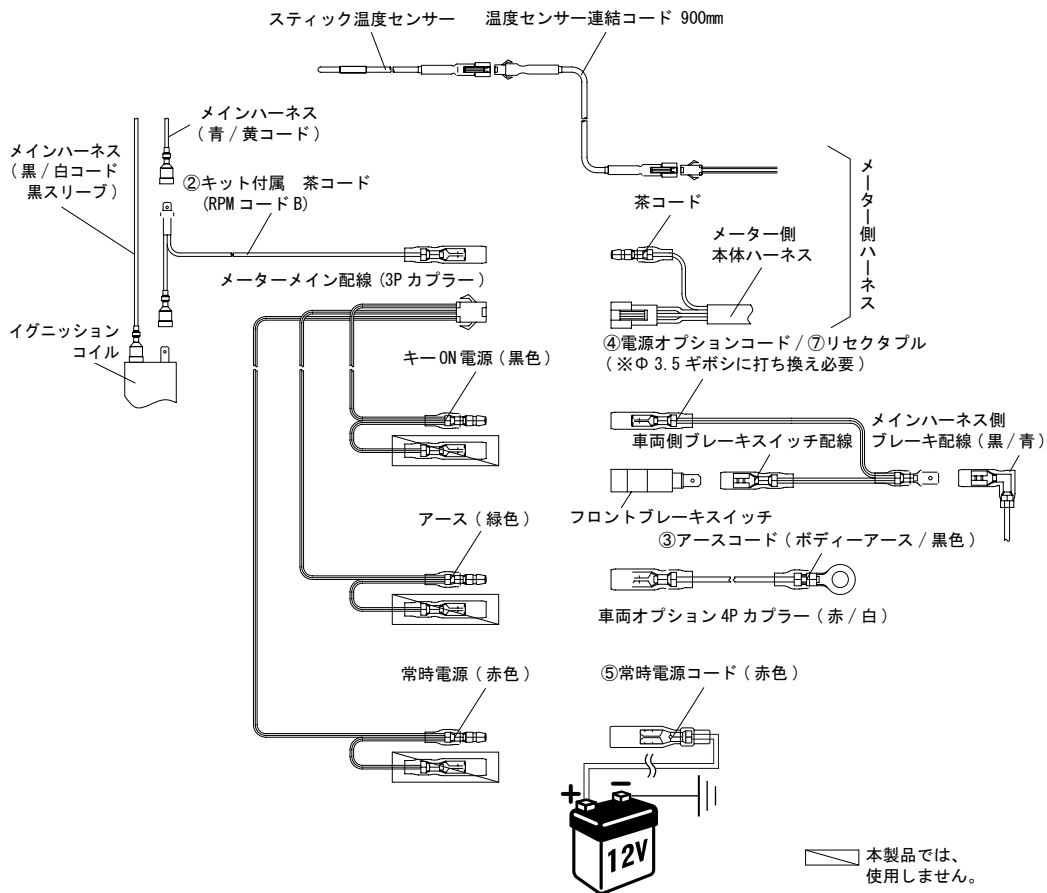 スティック温度センサー
温度センサー連結コード 900mm
メインハーネス
(青/黄コード)
メインハーネス
(黒/白コード
黒スリーブ)
②キット付属　茶コード
(RPMコードB)
茶コード
メーター側
本体ハーネス
メーター側ハーネス
メーターメイン配線(3Pカプラー)
イグニッション
コイル
キーON電源(黒色)
④電源オプションコード/⑦リセクタプル
(※Φ3.5ギボシに打ち換え必要)
車両側ブレーキスイッチ配線
メインハーネス側
ブレーキ配線(黒/青)
フロントブレーキスイッチ
アース(緑色)
③アースコード(ボディーアース/黒色)
車両オプション4Pカプラー(赤/白)
常時電源(赤色)
⑤常時電源コード(赤色)
+ −
12V
本製品では、
使用しません。